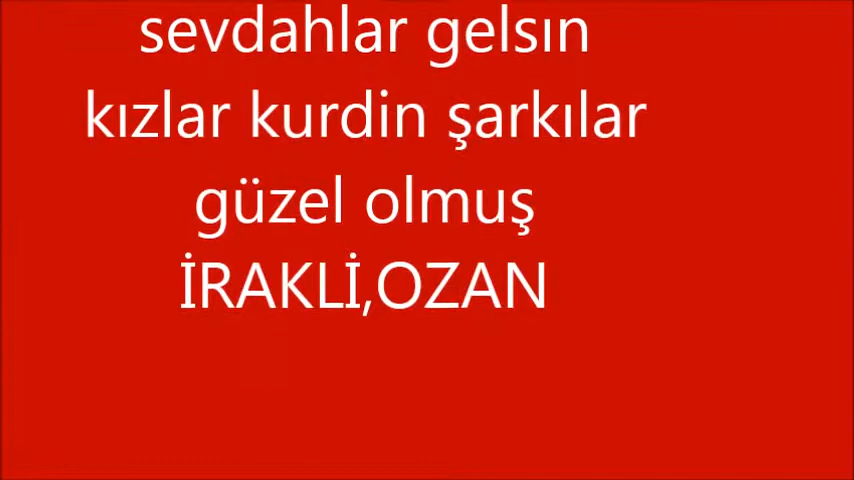 sevdahlar gelsın
kızlar kurdin şarkılar
güzel olmuş
İRAKLİ,OZAN